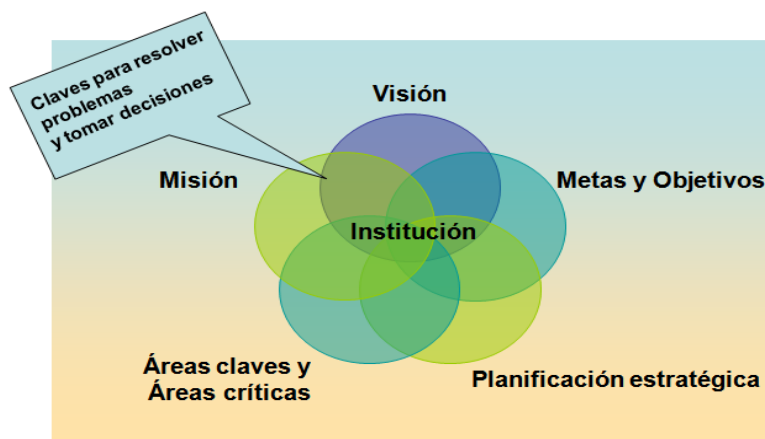 Claves para resolver
problemas
y tomar decisiones
Visión
Misión
Metas y Objetivos
Institución
Áreas claves y
Áreas críticas
Planificación estratégica